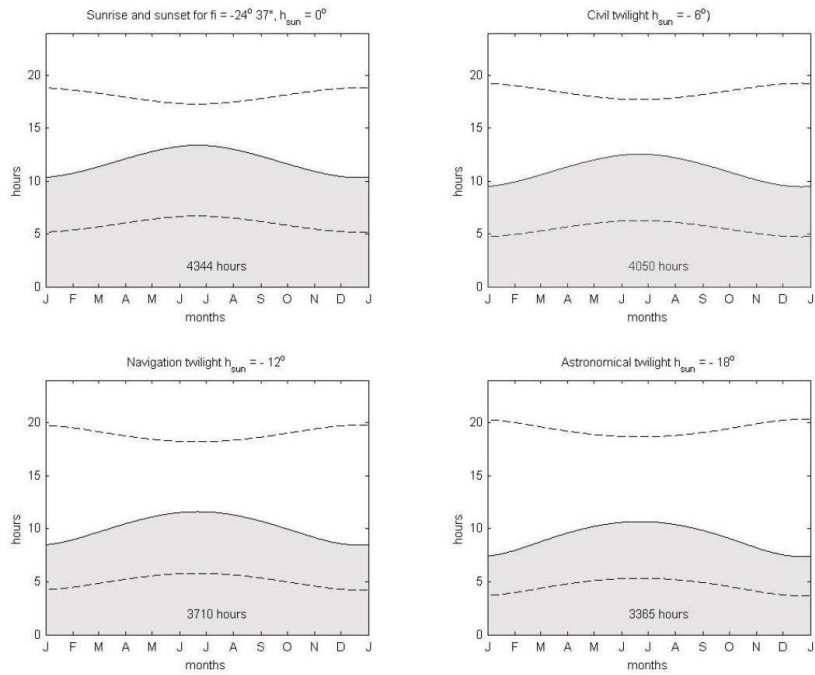 Sunrise and sunset for fi = -24° 37", h_sun = 0°
20
15
10
5
0
hours
4344 hours
J F M A M J J A S O N D J
months
Civil twilight h_sun = - 6°)
20
15
10
5
0
hours
4050 hours
J F M A M J J A S O N D J
months
Navigation twilight h_sun = - 12°
20
15
10
5
0
hours
3710 hours
J F M A M J J A S O N D J
months
Astronomical twilight h_sun = - 18°
20
15
10
5
0
hours
3365 hours
J F M A M J J A S O N D J
months